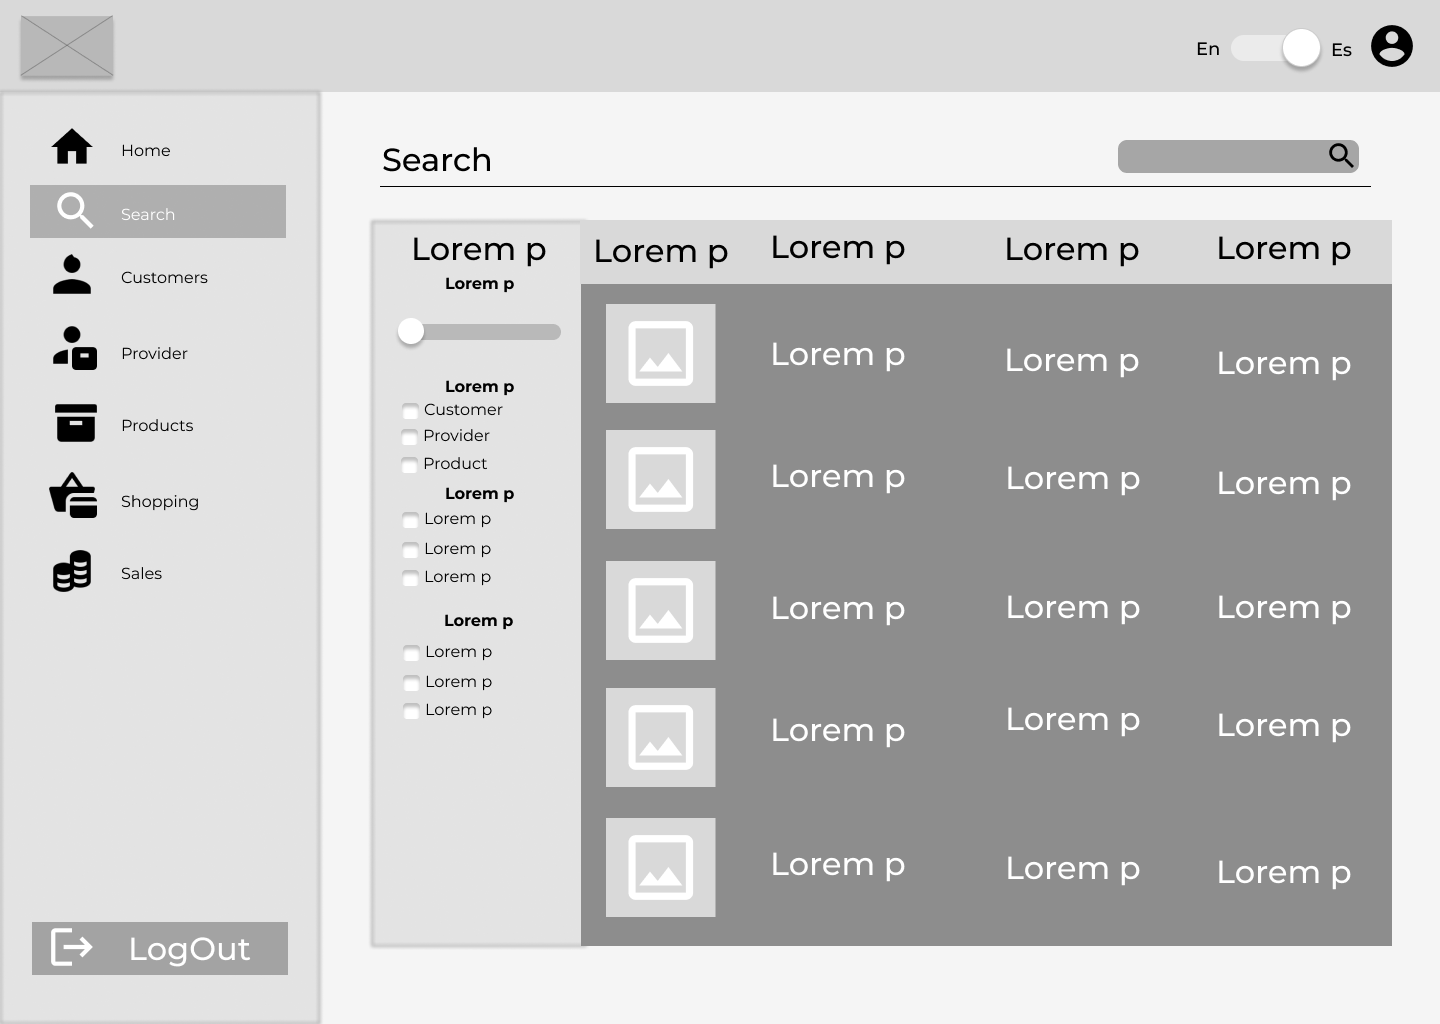 En
Es
Home
Search
Customers
Provider
Products
Shopping
Sales
LogOut
Search
Lorem p
Lorem p
Lorem p
Customer
Provider
Product
Lorem p
Lorem p
Lorem p
Lorem p
Lorem p
Lorem p
Lorem p
Lorem p
Lorem p Lorem p Lorem p Lorem p
Lorem p Lorem p Lorem p
Lorem p Lorem p Lorem p
Lorem p Lorem p Lorem p
Lorem p Lorem p Lorem p
Lorem p Lorem p Lorem p